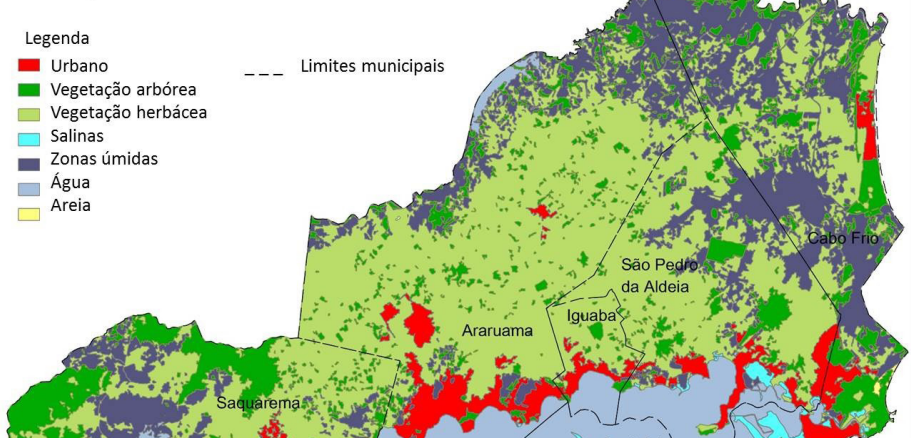 Legenda
Urbano
Vegetação arbórea
Vegetação herbácea
Salinas
Zonas úmidas
Água
Areia
Limites municipais
Cabo Frio
São Pedro
da Aldeia
Iguaba
Araruama
Saquarema